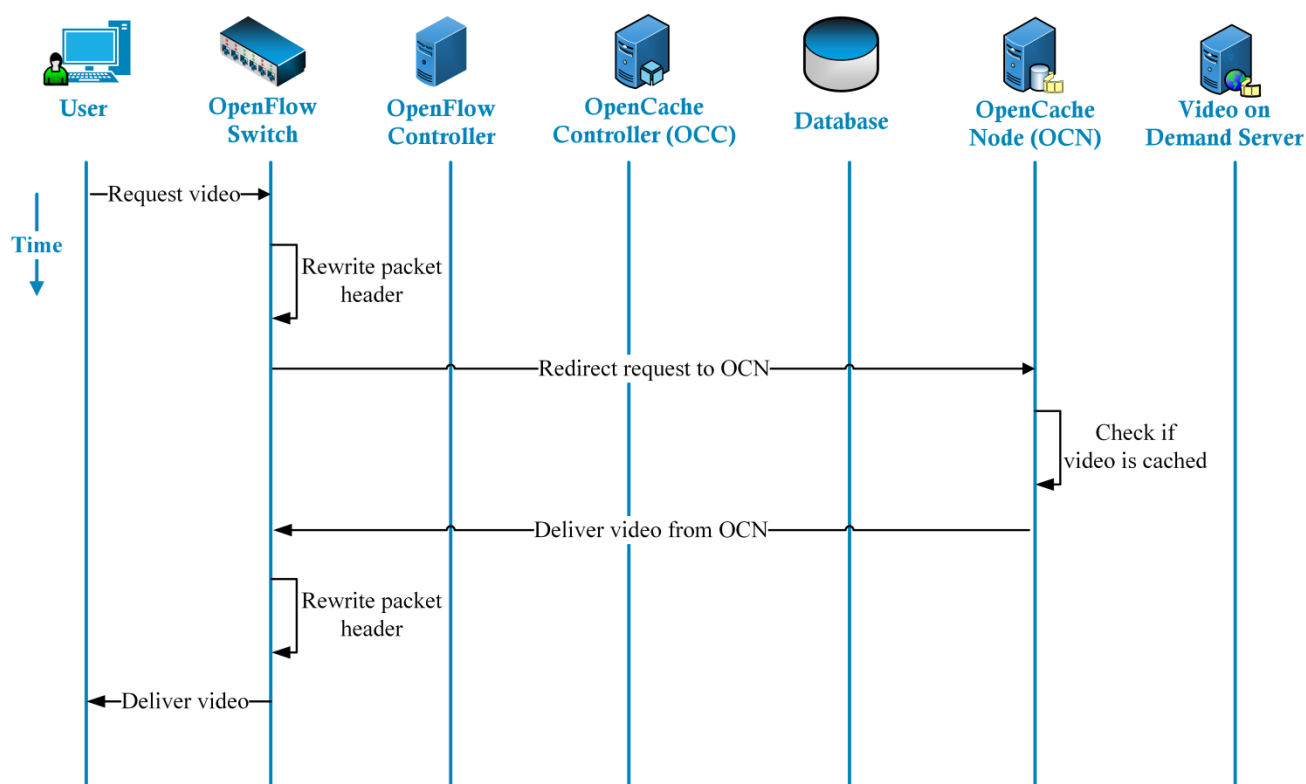 User
OpenFlow
Switch
OpenFlow
Controller
OpenCache
Controller (OCC)
Database
OpenCache
Node (OCN)
Video on
Demand Server
Request video
Time
Rewrite packet
header
Redirect request to OCN
Check if
video is cached
Deliver video from OCN
Rewrite packet
header
Deliver video